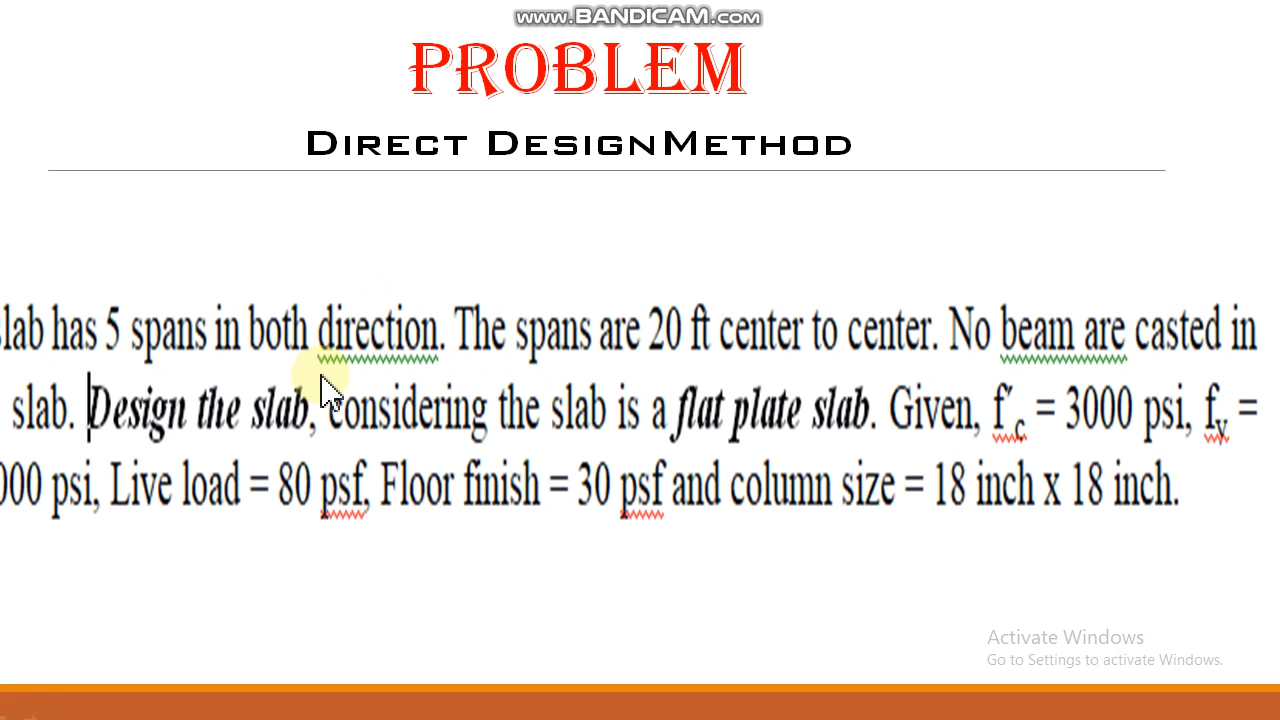 www.BANDICAM.com
PROBLEM
DIRECT DESIGNMETHOD
slab has 5 spans in both direction. The spans are 20 ft center to center. No beam are casted in
slab. Design the slab, considering the slab is a flat plate slab. Given, f′c = 3000 psi, fy =
000 psi, Live load = 80 psf, Floor finish = 30 psf and column size = 18 inch x 18 inch.
Activate Windows
Go to Settings to activate Windows.